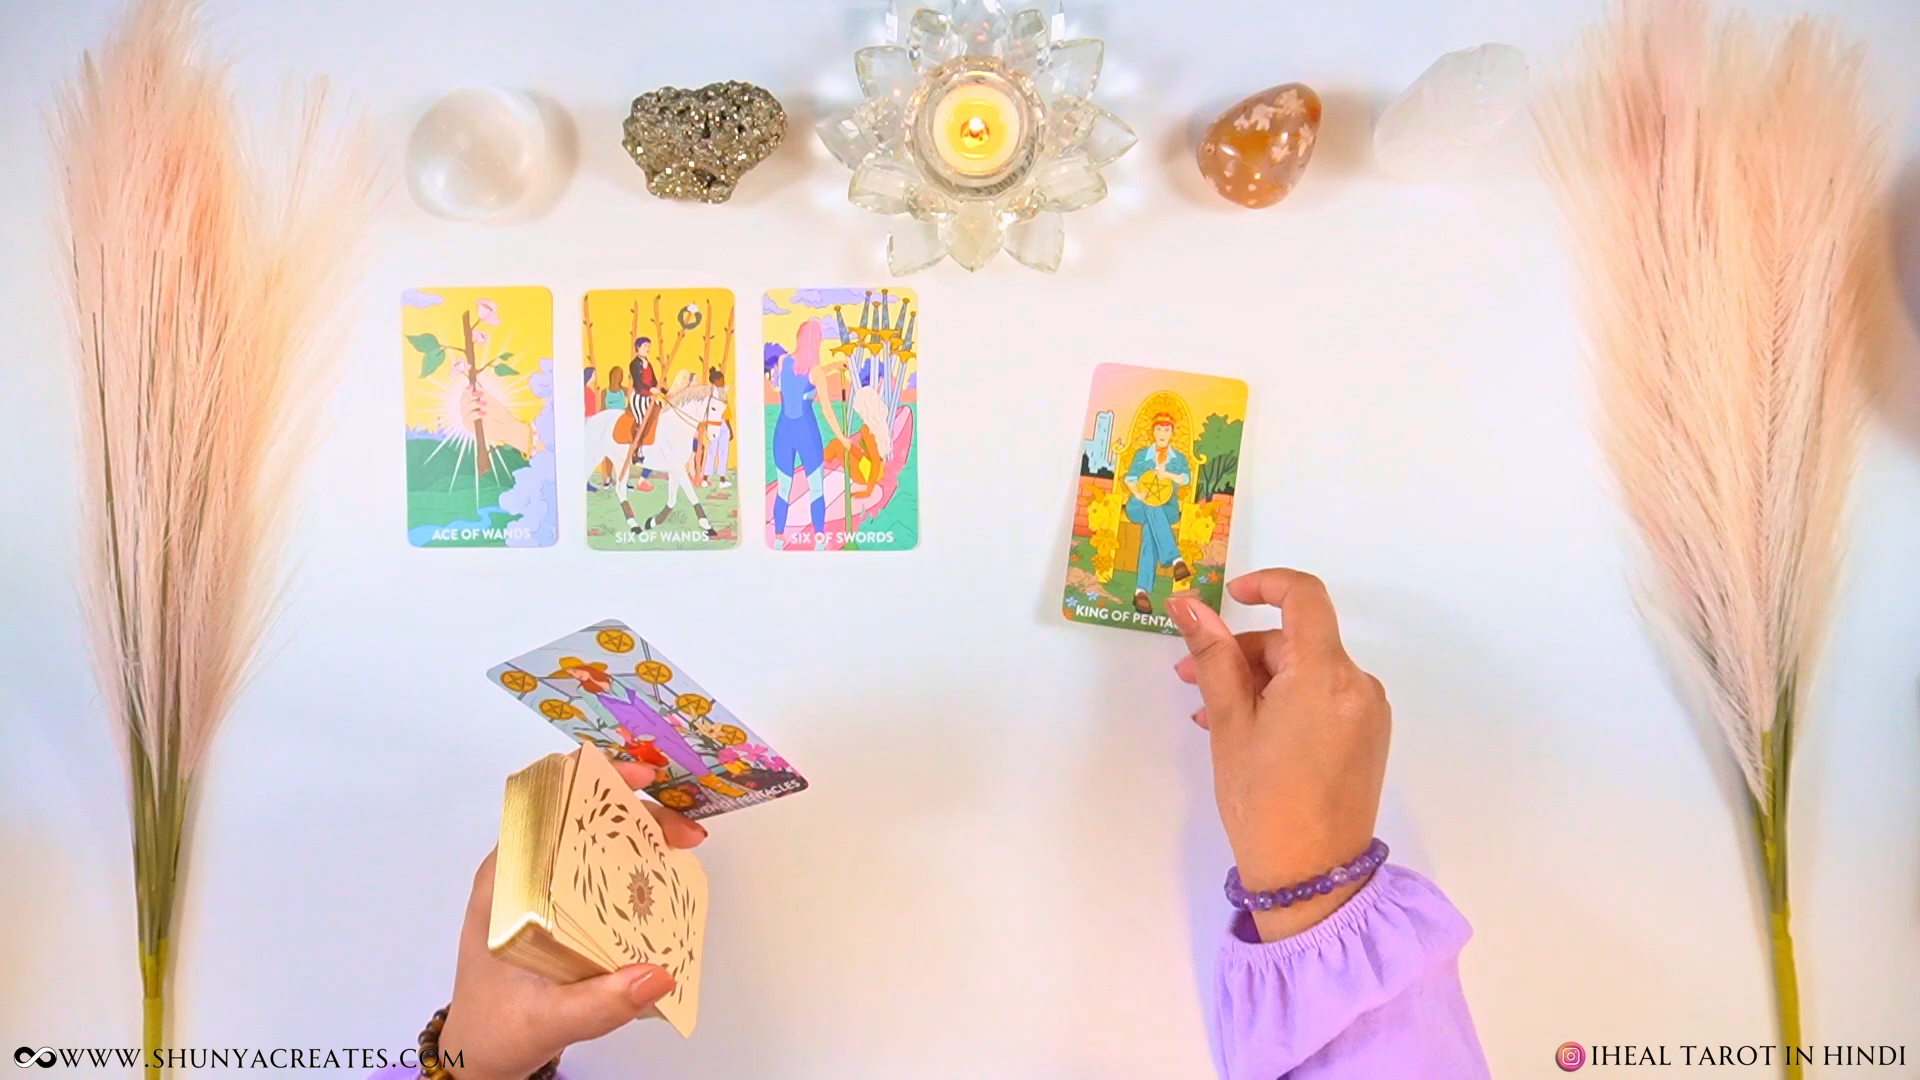 ACE OF WANDS
SIX OF WANDS
SIX OF SWORDS
KING OF
SEVEN OF PENTACLES
WWW.SHUNYACREATES.COM
IHEAL TAROT IN HINDI